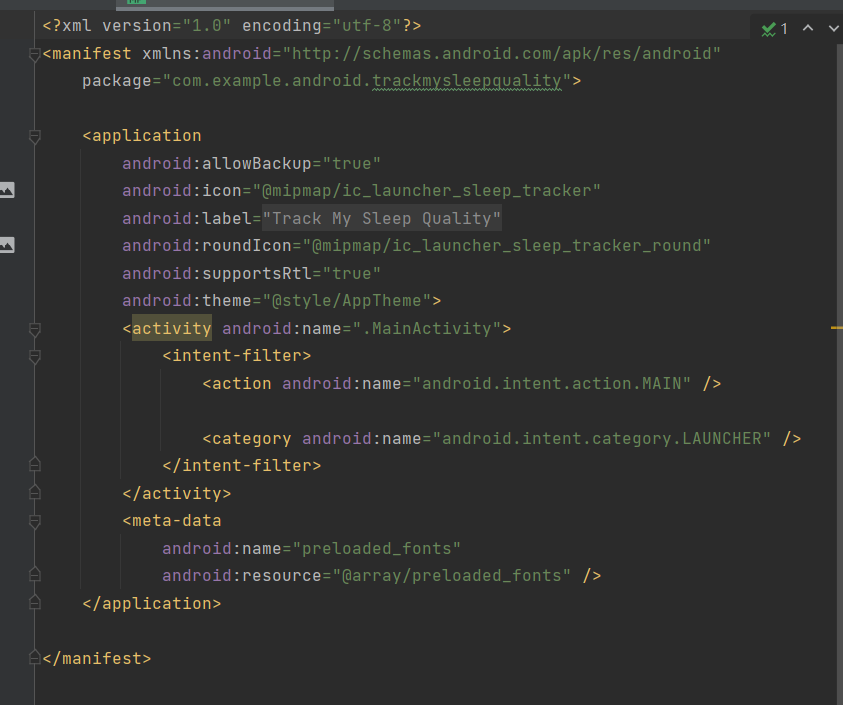 <?xml version="1.0" encoding="utf-8"?>
1
<manifest xmlns:android="http://schemas.android.com/apk/res/android"
    package="com.example.android.trackmysleepquality">

    <application
        android:allowBackup="true"
        android:icon="@mipmap/ic_launcher_sleep_tracker"
        android:label="Track My Sleep Quality"
        android:roundIcon="@mipmap/ic_launcher_sleep_tracker_round"
        android:supportsRtl="true"
        android:theme="@style/AppTheme">
        <activity android:name=".MainActivity">
            <intent-filter>
                <action android:name="android.intent.action.MAIN" />

                <category android:name="android.intent.category.LAUNCHER" />
            </intent-filter>
        </activity>
        <meta-data
            android:name="preloaded_fonts"
            android:resource="@array/preloaded_fonts" />
    </application>

</manifest>